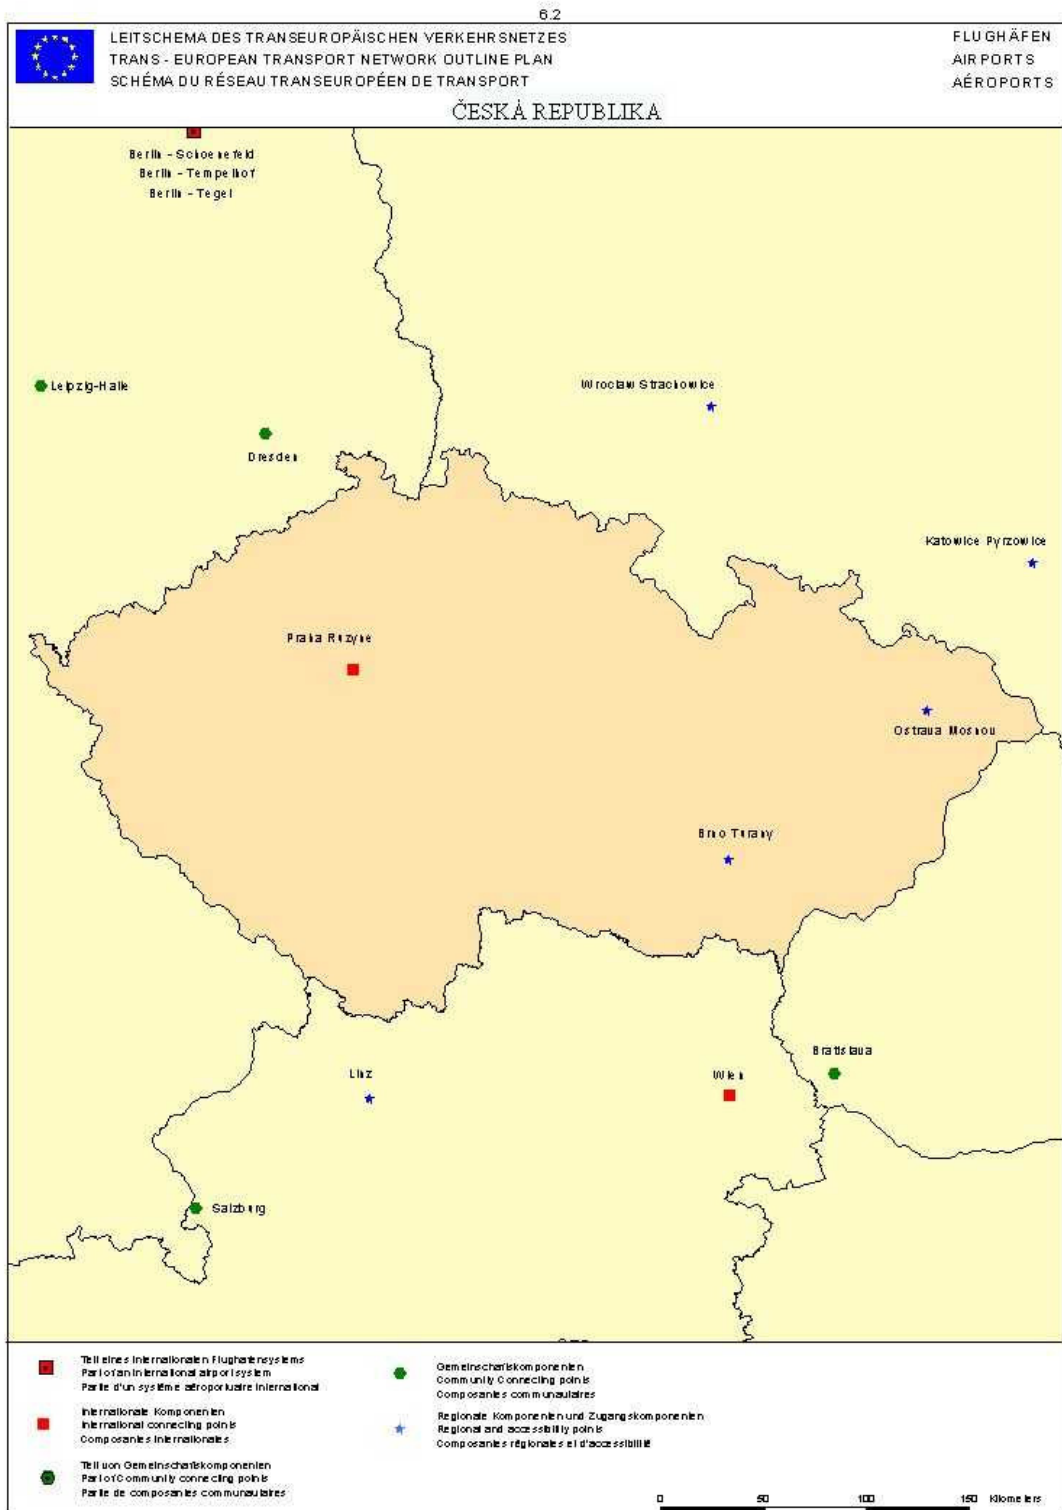 6.2
LEITSCHEMA DES TRANSEUROPÄISCHEN VERKEHRSNETZES
TRANS - EUROPEAN TRANSPORT NETWORK OUTLINE PLAN
SCHÉMA DU RÉSEAU TRANSEUROPÉEN DE TRANSPORT
FLUGHÄFEN
AIRPORTS
AÉROPORTS
ČESKÁ REPUBLIKA
Berlin - Schoenefeld
Berlin - Tempelhof
Berlin - Tegel
Leipzig-Halle
Wroclaw Strachowice
Dresden
Katowice Pyrzowice
Praha Ruzyne
Ostrava Mosnov
Brno Turany
Bratislava
Linz
Wien
Salzburg
Teil eines Internationalen Flughafensystems
Part of an International airport system
Partie d'un système aéroportuaire international
Internationale Komponenten
International connecting points
Composantes Internationales
Teil von Gemeinschaftskomponenten
Part of Community connecting points
Partie de composantes communautaires
Gemeinschaftskomponenten
Community Connecting points
Composantes communautaires
Regionale Komponenten und Zugangskomponenten
Regional and accessibility points
Composantes régionales et d'accessibilité
0 50 100 150 Kilometers